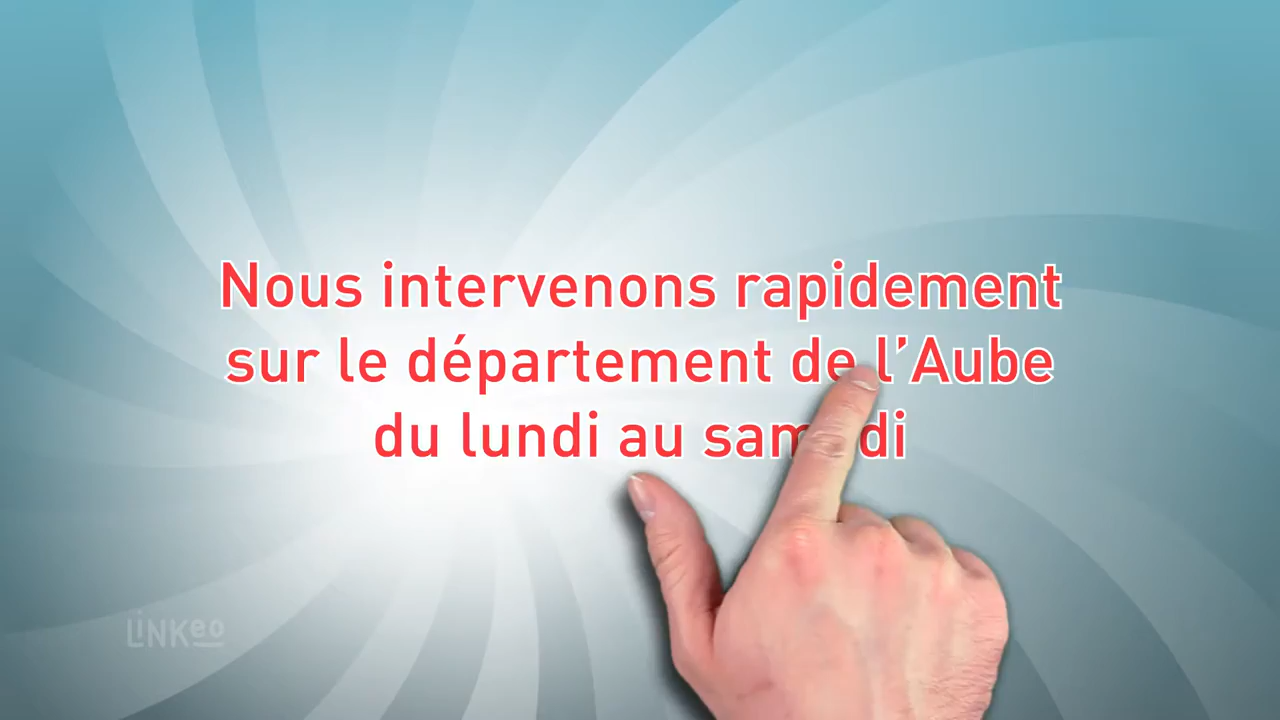 Nous intervenons rapidement
sur le département de l’Aube
du lundi au samedi
LINKeo